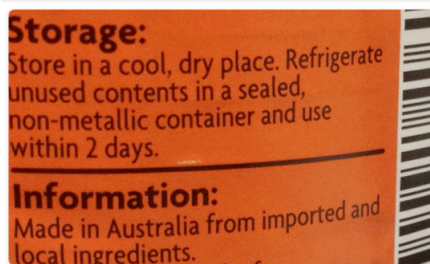 Storage:
Store in a cool, dry place. Refrigerate
unused contents in a sealed,
non-metallic container and use
within 2 days.
Information:
Made in Australia from imported and
local ingredients.